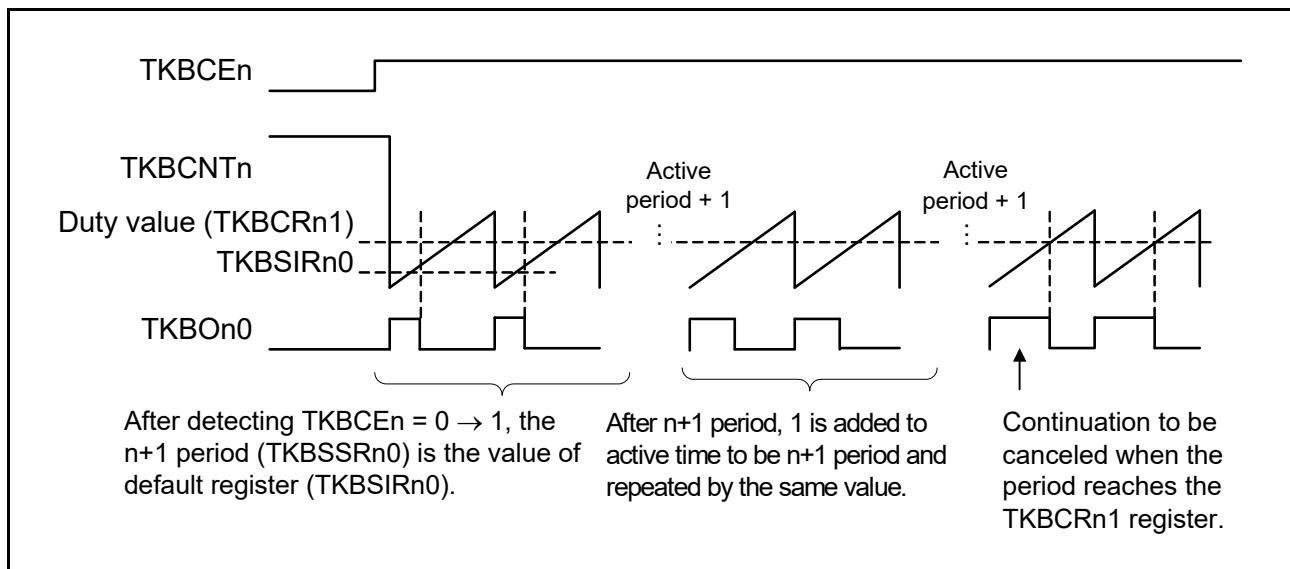 TKBCEn
TKBCNTn
Active
period + 1
Active
period + 1
Duty value (TKBCRn1)
TKBSIRn0
TKBOn0
After detecting TKBCEn = 0 → 1, the
n+1 period (TKBSSRn0) is the value of
default register (TKBSIRn0).
After n+1 period, 1 is added to
active time to be n+1 period and
repeated by the same value.
Continuation to be
canceled when the
period reaches the
TKBCRn1 register.